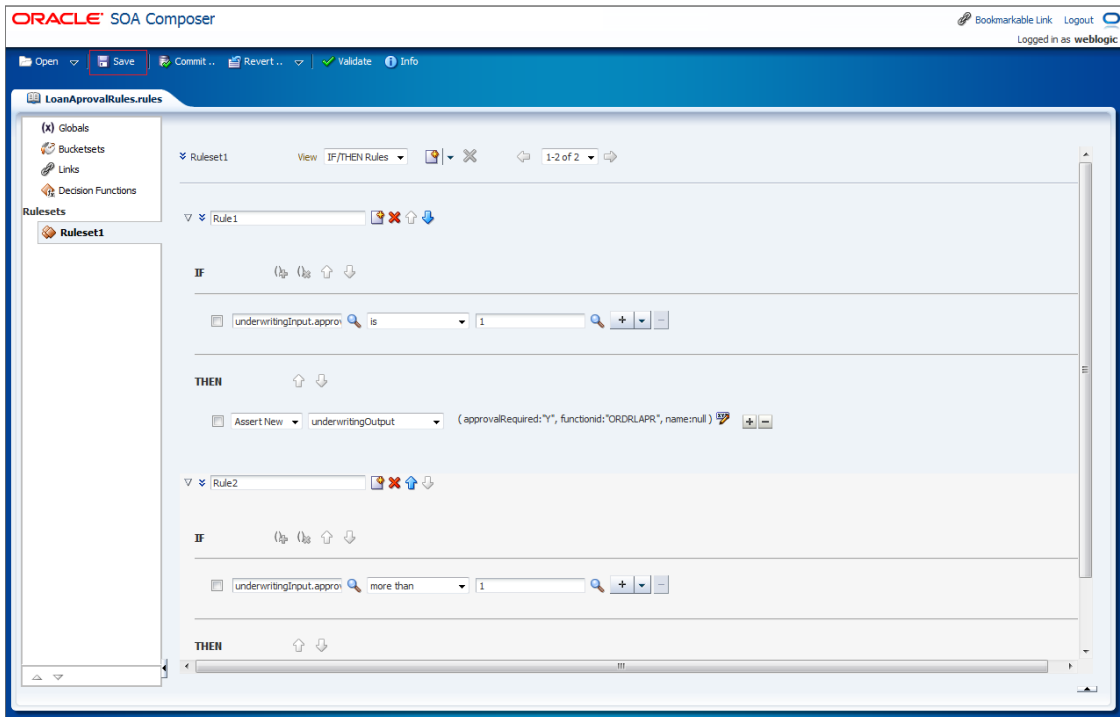 ORACLE SOA Composer
Bookmarkable Link Logout
Logged in as weblogic
Open Save Commit .. Revert .. Validate Info
LoanAprovalRules.rules
(x) Globals
Bucketsets
Links
Decision Functions
Rulesets
Ruleset1
Ruleset1 View IF/THEN Rules 1-2 of 2
Rule1
IF
underwritingInput.approv is 1
THEN
Assert New underwritingOutput ( approvalRequired:"Y", functionid:"ORDRLAPR", name:null )
Rule2
IF
underwritingInput.approv more than 1
THEN